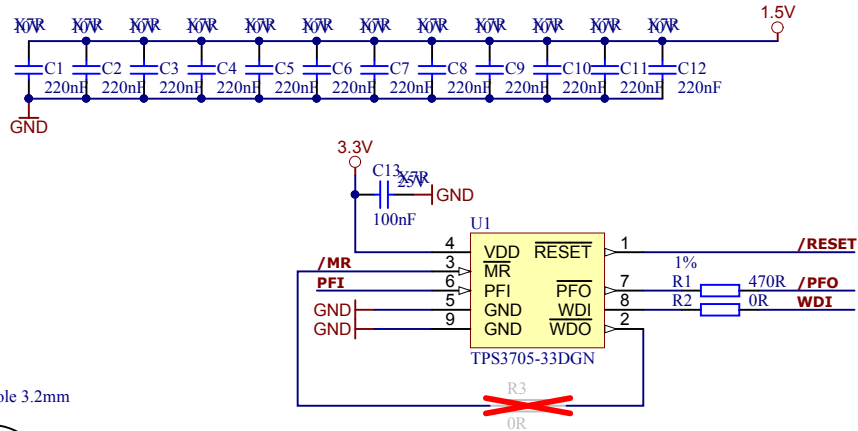 1.5V
C1 C2 C3 C4 C5 C6 C7 C8 C9 C10 C11 C12
220nF 220nF 220nF 220nF 220nF 220nF 220nF 220nF 220nF 220nF 220nF 220nF
GND
3.3V
C13 X7R
25V
GND
100nF
U1
4 VDD RESET 1 /RESET
/MR 3 MR 1%
PFI 6 PFI PFO 7 R1 470R /PFO
GND 5 GND WDI 8 R2 0R WDI
GND 9 GND WDO 2
TPS3705-33DGN
R3
0R
3.2mm